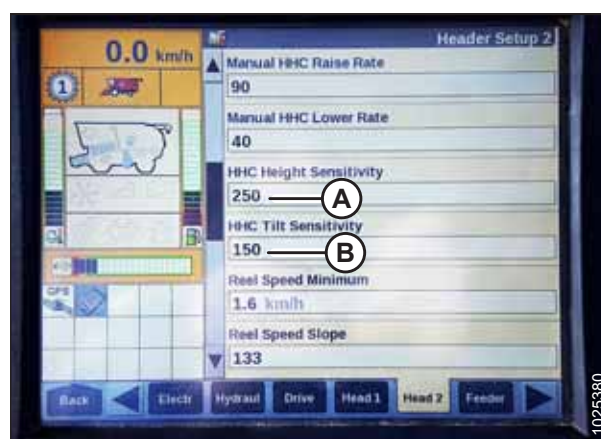 0.0 km/h
Header Setup 2
1
Manual HHC Raise Rate
90
Manual HHC Lower Rate
40
HHC Height Sensitivity
250
A
HHC Tilt Sensitivity
150
B
Reel Speed Minimum
1.6 km/h
Reel Speed Slope
133
GPS
Back
Electr
Hydraul
Drive
Head 1
Head 2
Feeder
1025380